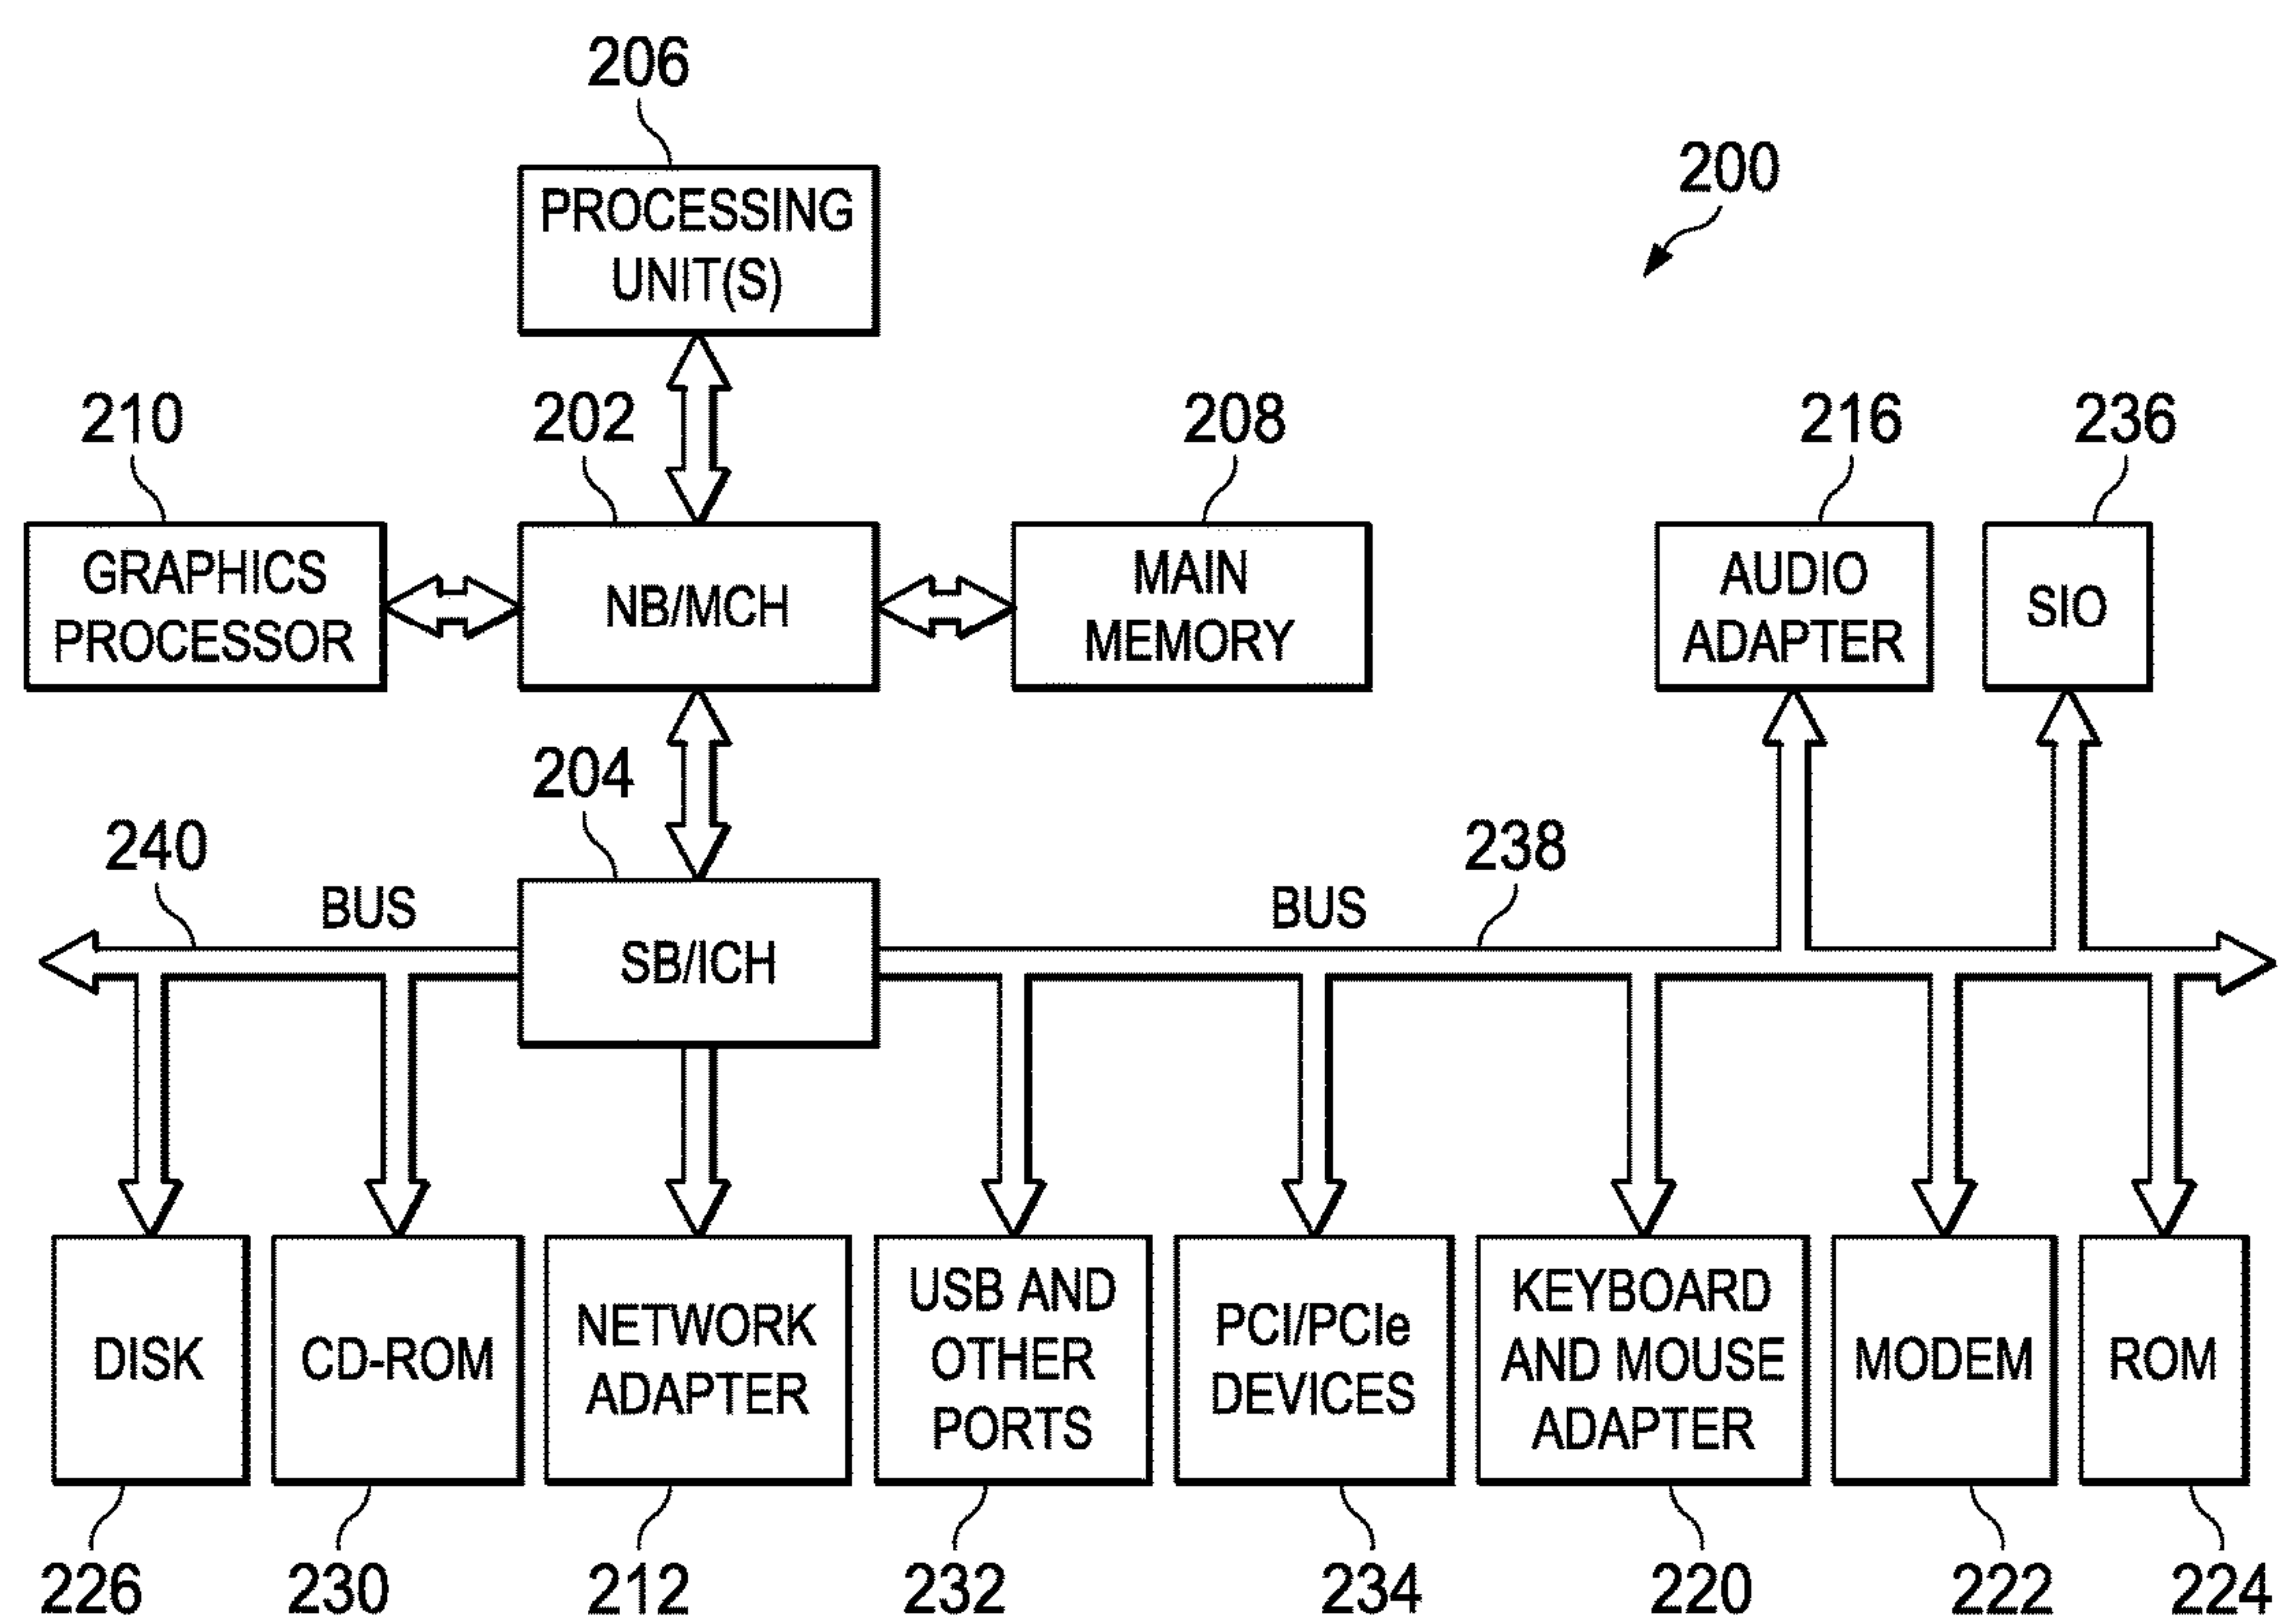 206
PROCESSING
UNIT(S)
200
210
202
208
216
236
GRAPHICS
PROCESSOR
NB/MCH
MAIN
MEMORY
AUDIO
ADAPTER
SIO
204
240
BUS
SB/ICH
BUS
238
DISK
CD-ROM
NETWORK
ADAPTER
USB AND
OTHER
PORTS
PCI/PCIe
DEVICES
KEYBOARD
AND MOUSE
ADAPTER
MODEM
ROM
226
230
212
232
234
220
222
224